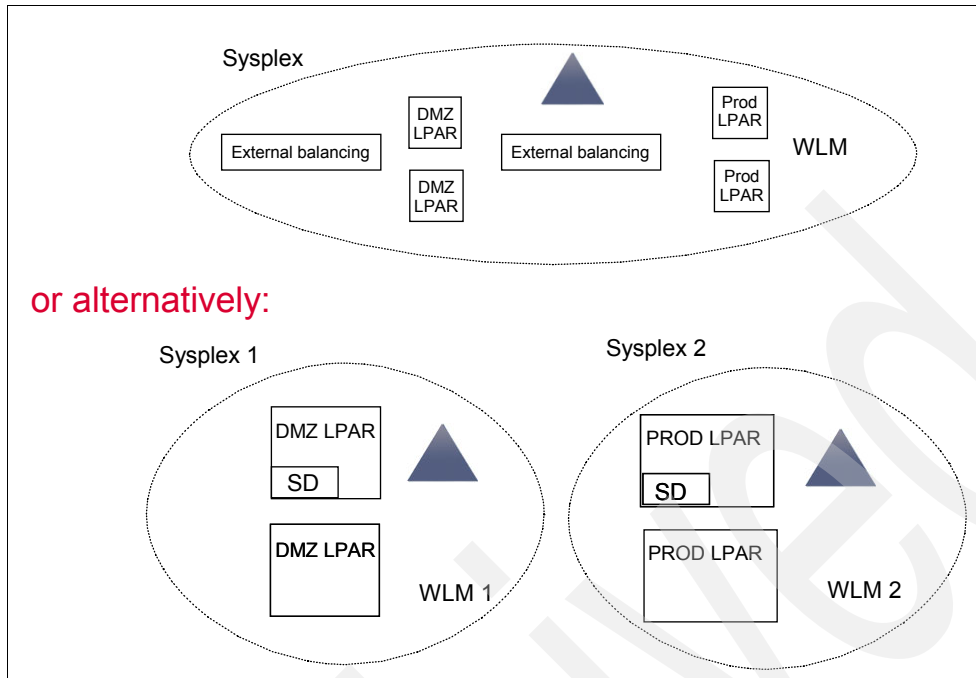 Sysplex
DMZ
LPAR
Prod
LPAR
External balancing
External balancing
WLM
DMZ
LPAR
Prod
LPAR
or alternatively:
Sysplex 1
Sysplex 2
DMZ LPAR
SD
PROD LPAR
SD
DMZ LPAR
PROD LPAR
WLM 1
WLM 2